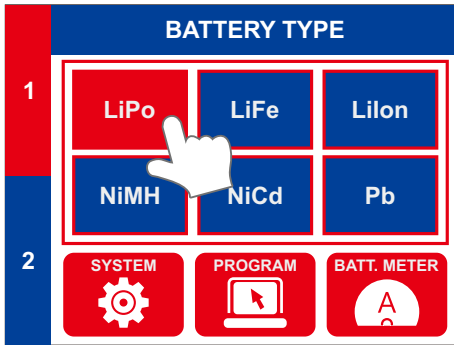 BATTERY TYPE
1
LiPo LiFe LiIon
NiMH NiCd Pb
2
SYSTEM PROGRAM BATT. METER
A